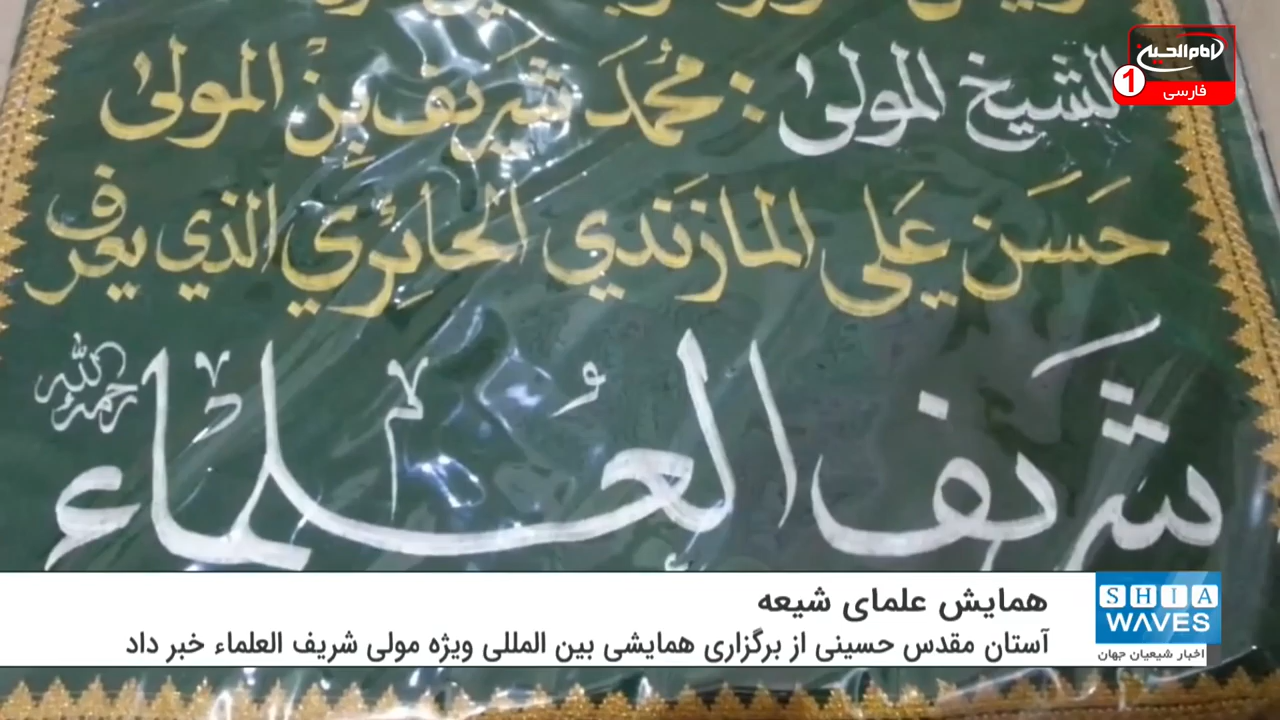 الشيخ المولى : محمد شريف بن المولى
حسن علي المازندي الحائري الذي يعرف
شريف العلماء رحمه الله
امام الحسین
1
فارسی
همایش علمای شیعه
آستان مقدس حسینی از برگزاری همایشی بین المللی ویژه مولی شریف العلماء خبر داد
SHIA
WAVES
اخبار شیعیان جهان